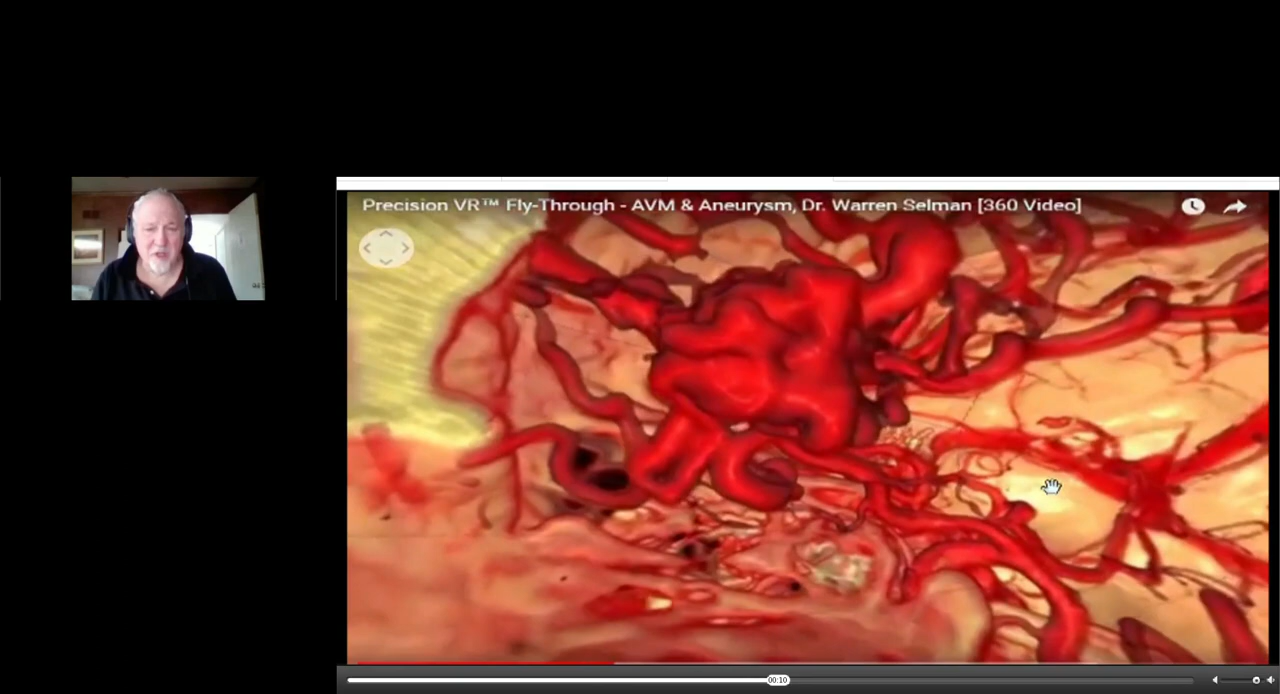 Precision VR™ Fly-Through - AVM & Aneurysm, Dr. Warren Selman [360 Video]
00:10